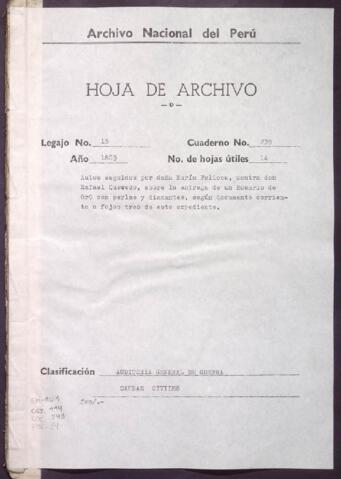 Archivo Nacional del Perú
HOJA DE ARCHIVO
—o—
Legajo No. 15 Cuaderno No. 239
Año 1803 No. de hojas útiles 14
Autos seguidos por doña María Felioca, contra don
Rafael Quevedo, sobre la entrega de un Rosario de
Oro con perlas y diamantes, según documento corrien-
te a fojas tres de este expediente.
Clasificación AUDITORIA GENERAL DE GUERRA
CAUSAS CIVILES